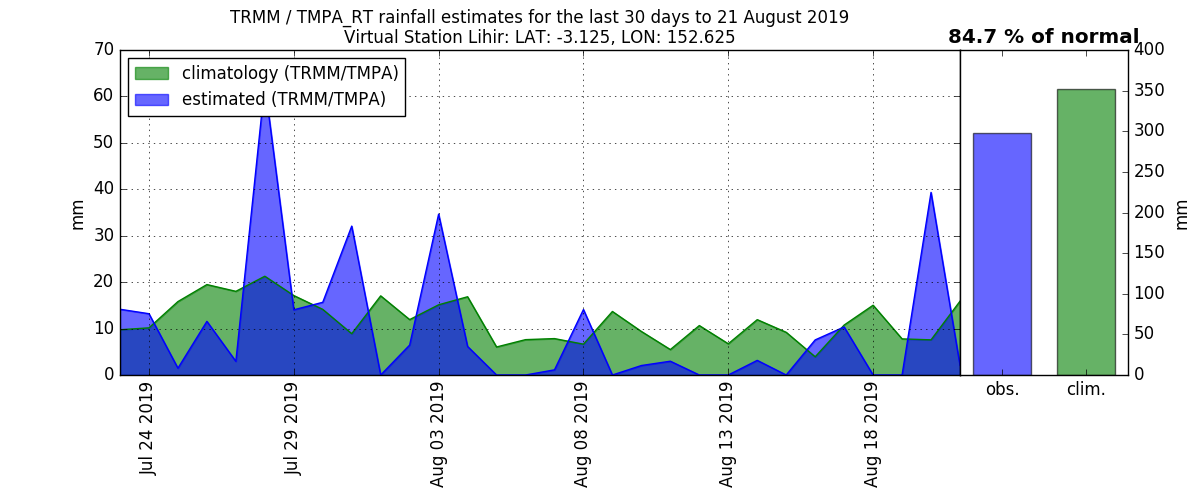 TRMM / TMPA_RT rainfall estimates for the last 30 days to 21 August 2019
Virtual Station Lihir: LAT: -3.125, LON: 152.625
84.7 % of normal
climatology (TRMM/TMPA)
estimated (TRMM/TMPA)
70
60
50
40
30
20
10
0
mm
Jul 24 2019
Jul 29 2019
Aug 03 2019
Aug 08 2019
Aug 13 2019
Aug 18 2019
obs.
clim.
400
350
300
250
200
150
100
50
0
mm